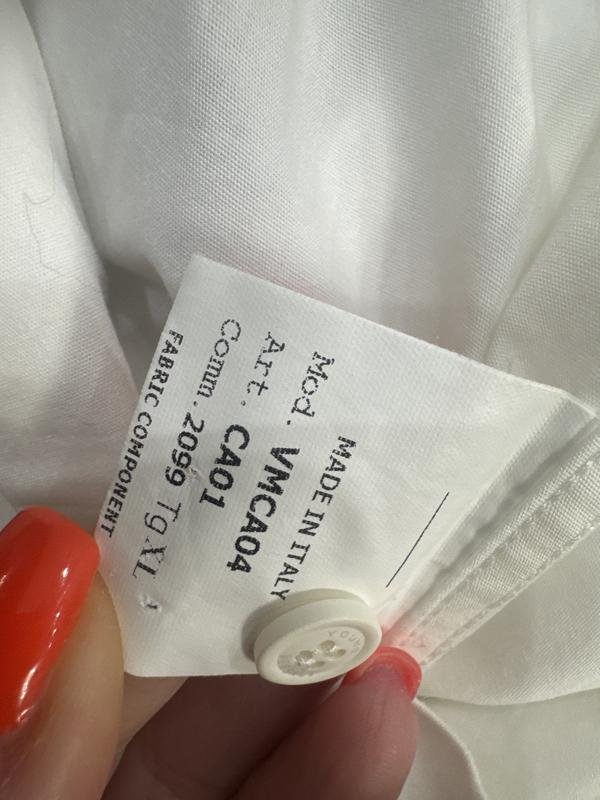 MADE IN ITALY
Mod. VMCA04
Art. CA01
Comm. 2099 Tg XL
FABRIC COMPONENT